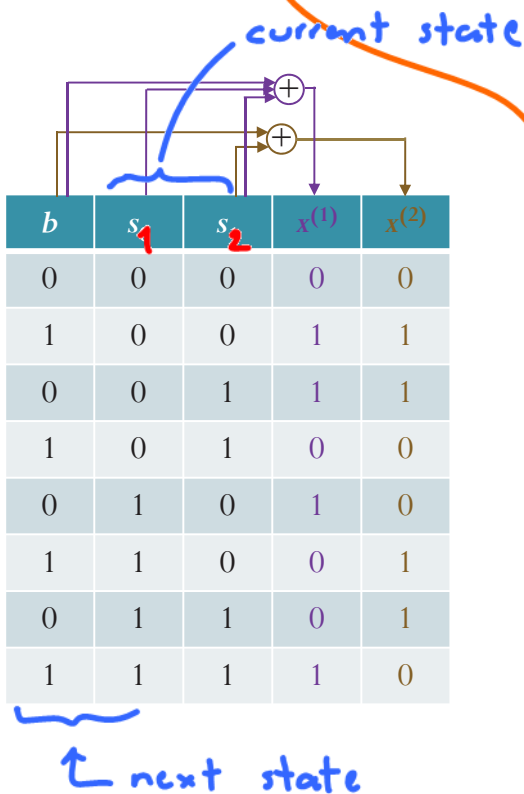 current state
+
+
b s1 s2 x(1) x(2)
0 0 0 0 0
1 0 0 1 1
0 0 1 1 1
1 0 1 0 0
0 1 0 1 0
1 1 0 0 1
0 1 1 0 1
1 1 1 1 0
next state